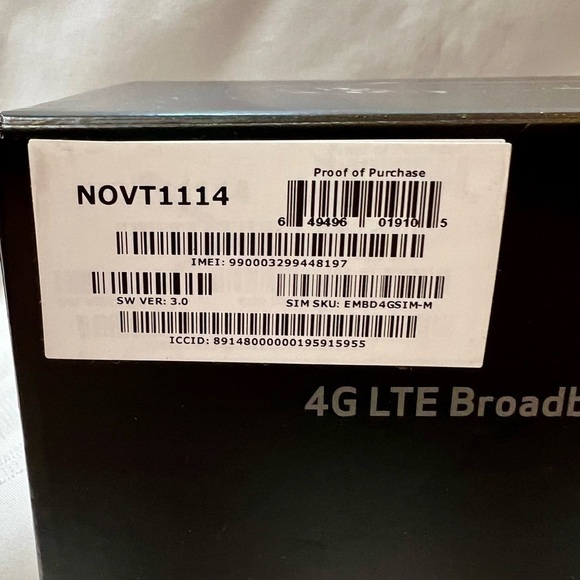 Proof of Purchase
NOVT1114
6 49496 01910 5
IMEI: 990003299448197
SW VER: 3.0
SIM SKU: EMBD4GSIM-M
ICCID: 89148000000195915955
4G LTE Broadb